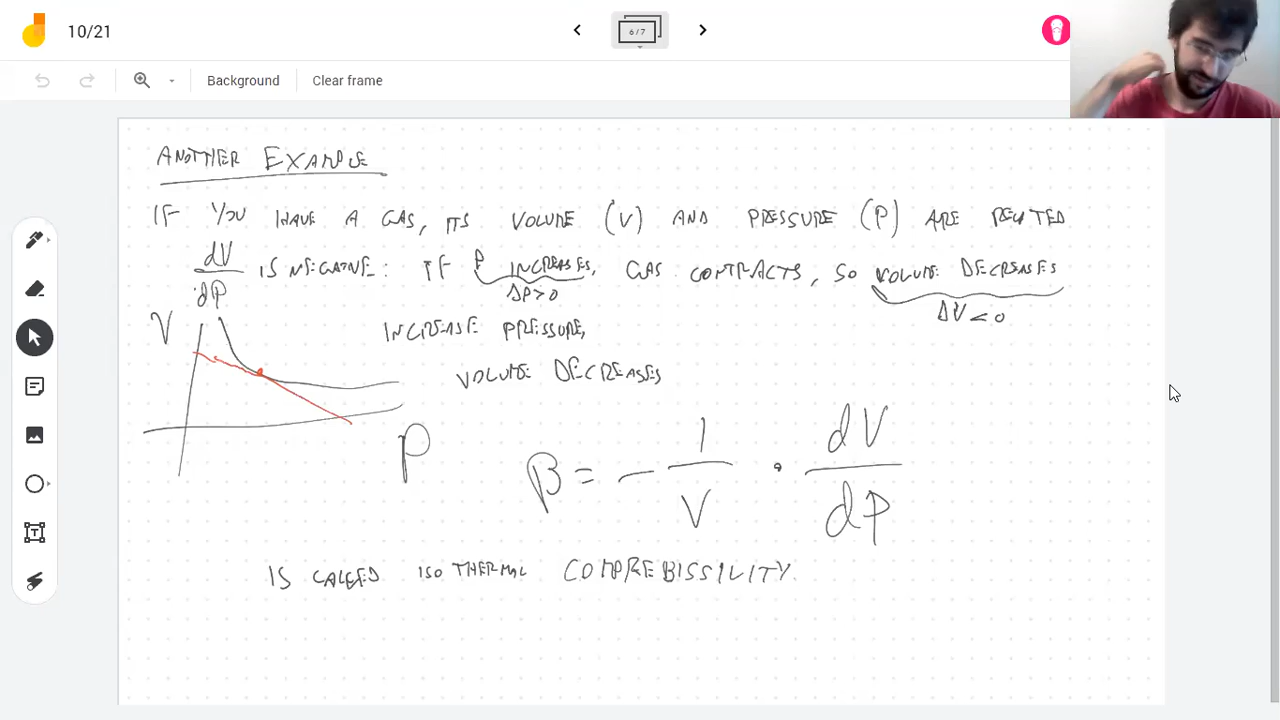 10/21
6/7
Background
Clear frame
ANOTHER EXAMPLE
IF YOU HAVE A GAS, ITS VOLUME (V) AND PRESSURE (P) ARE RELATED
dV/dP IS NEGATIVE: IF P INCREASES, GAS CONTRACTS, SO VOLUME DECREASES
ΔP>0
ΔV<0
V
INCREASE PRESSURE,
VOLUME DECREASES
P
β = - 1/V · dV/dP
IS CALLED ISOTHERMAL COMPREBISSILITY